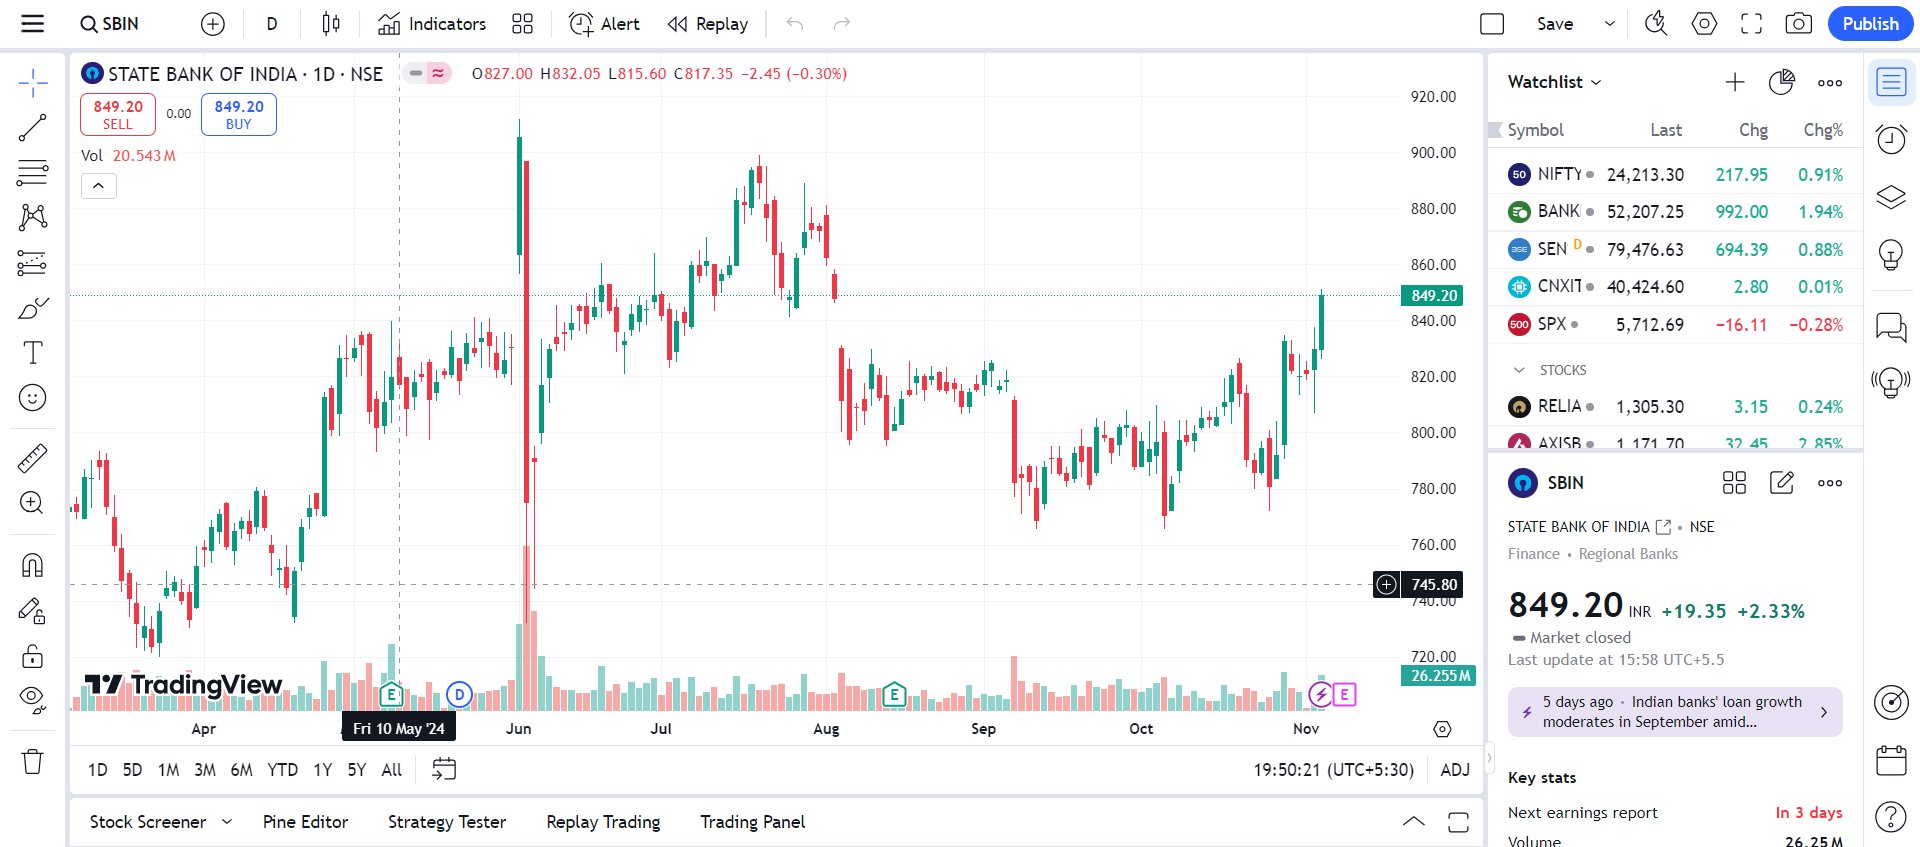 SBIN D Indicators Alert Replay Save Publish
STATE BANK OF INDIA · 1D · NSE O827.00 H832.05 L815.60 C817.35 −2.45 (−0.30%)
849.20 SELL 0.00 849.20 BUY
Vol 20.543 M
920.00
900.00
880.00
860.00
849.20
840.00
820.00
800.00
780.00
760.00
745.80
740.00
720.00
26.255 M
TradingView
E D E E
Apr Fri 10 May '24 Jun Jul Aug Sep Oct Nov
1D 5D 1M 3M 6M YTD 1Y 5Y All 19:50:21 (UTC+5:30) ADJ
Stock Screener Pine Editor Strategy Tester Replay Trading Trading Panel
Watchlist
Symbol Last Chg Chg%
50 NIFTY 24,213.30 217.95 0.91%
BANK 52,207.25 992.00 1.94%
BSE SEN D 79,476.63 694.39 0.88%
CNXIT 40,424.60 2.80 0.01%
500 SPX 5,712.69 −16.11 −0.28%
STOCKS
RELIA 1,305.30 3.15 0.24%
AXISB 1,171.70 32.45 2.85%
SBIN
STATE BANK OF INDIA • NSE
Finance • Regional Banks
849.20 INR +19.35 +2.33%
Market closed
Last update at 15:58 UTC+5.5
5 days ago · Indian banks' loan growth
moderates in September amid...
Key stats
Next earnings report In 3 days
Volume 26.25 M